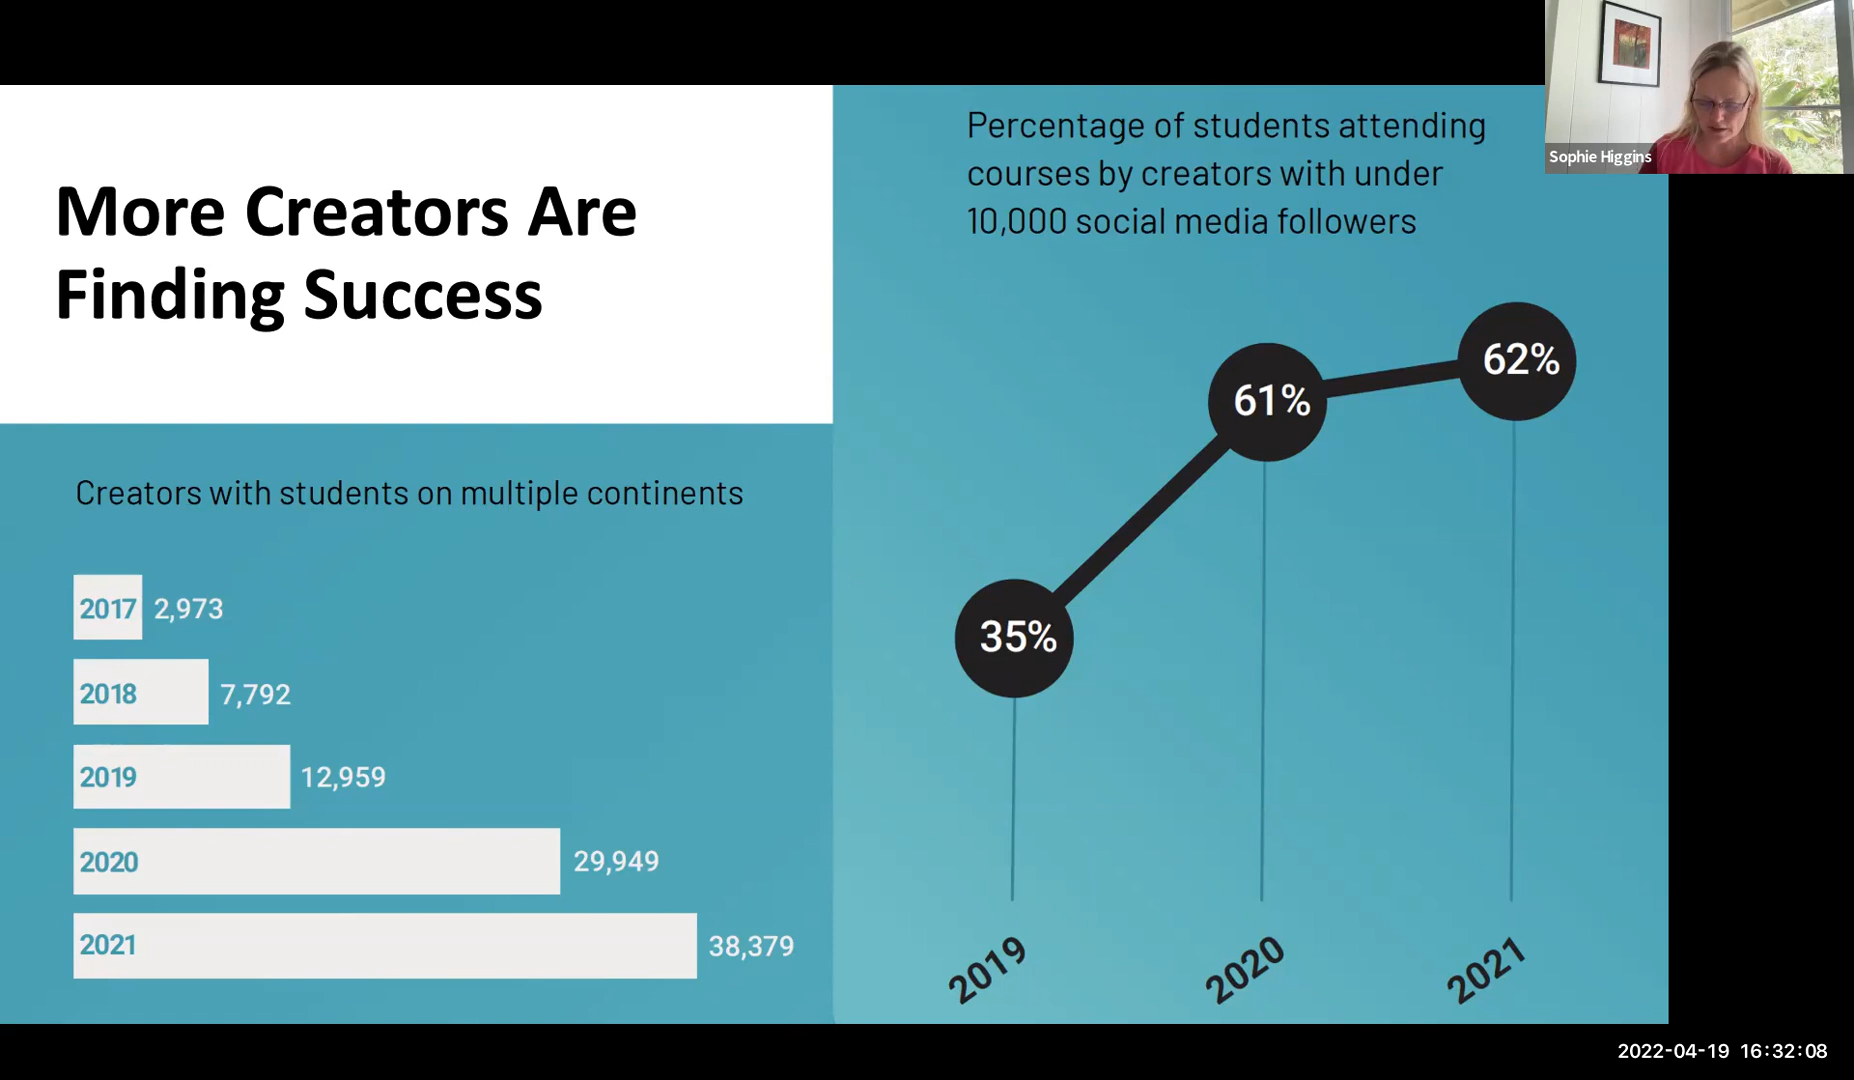 More Creators Are
Finding Success
Creators with students on multiple continents
2017 2,973
2018 7,792
2019 12,959
2020 29,949
2021 38,379
Percentage of students attending
courses by creators with under
10,000 social media followers
35%
61%
62%
2019
2020
2021
Sophie Higgins
2022-04-19 16:32:08